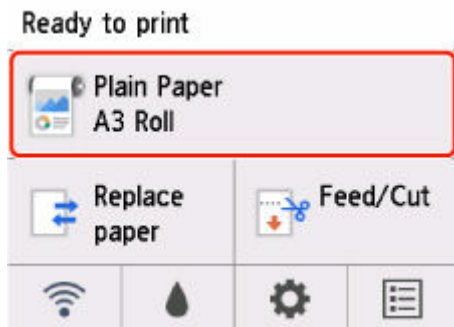 Ready to print
Plain Paper
A3 Roll
Replace
paper
Feed/Cut